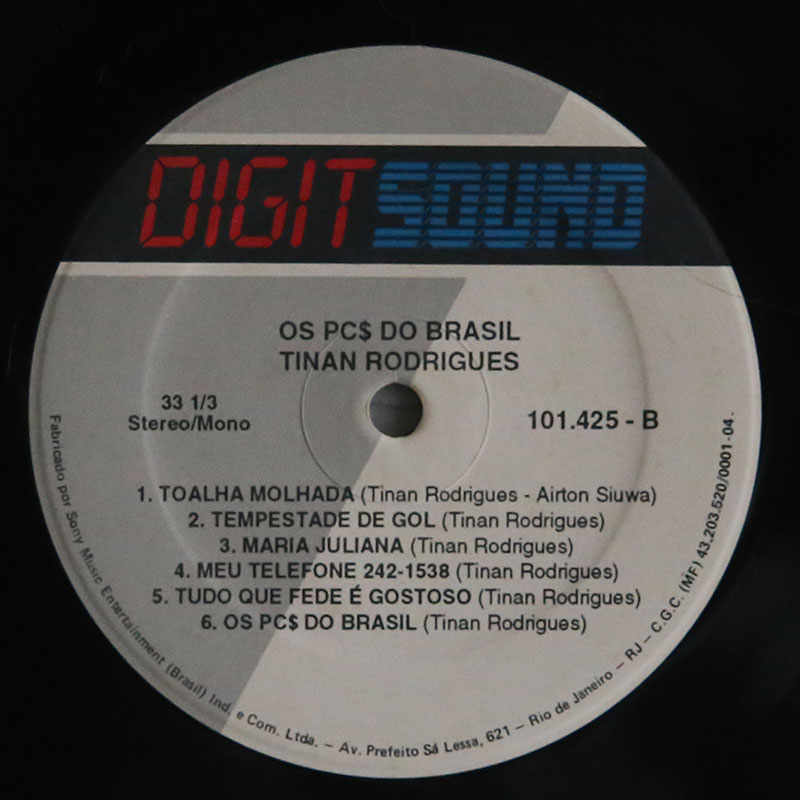 DIGITSOUND
OS PC$ DO BRASIL
TINAN RODRIGUES
33 1/3
Stereo/Mono
101.425 - B
1. TOALHA MOLHADA (Tinan Rodrigues - Airton Siuwa)
2. TEMPESTADE DE GOL (Tinan Rodrigues)
3. MARIA JULIANA (Tinan Rodrigues)
4. MEU TELEFONE 242-1538 (Tinan Rodrigues)
5. TUDO QUE FEDE É GOSTOSO (Tinan Rodrigues)
6. OS PC$ DO BRASIL (Tinan Rodrigues)
Fabricado por Sony Music Entertainment (Brasil) Ind. e Com. Ltda. – Av. Prefeito Sá Lessa, 621 – Rio de Janeiro – RJ – C.G.C. (MF) 43.203.520/0001-04.